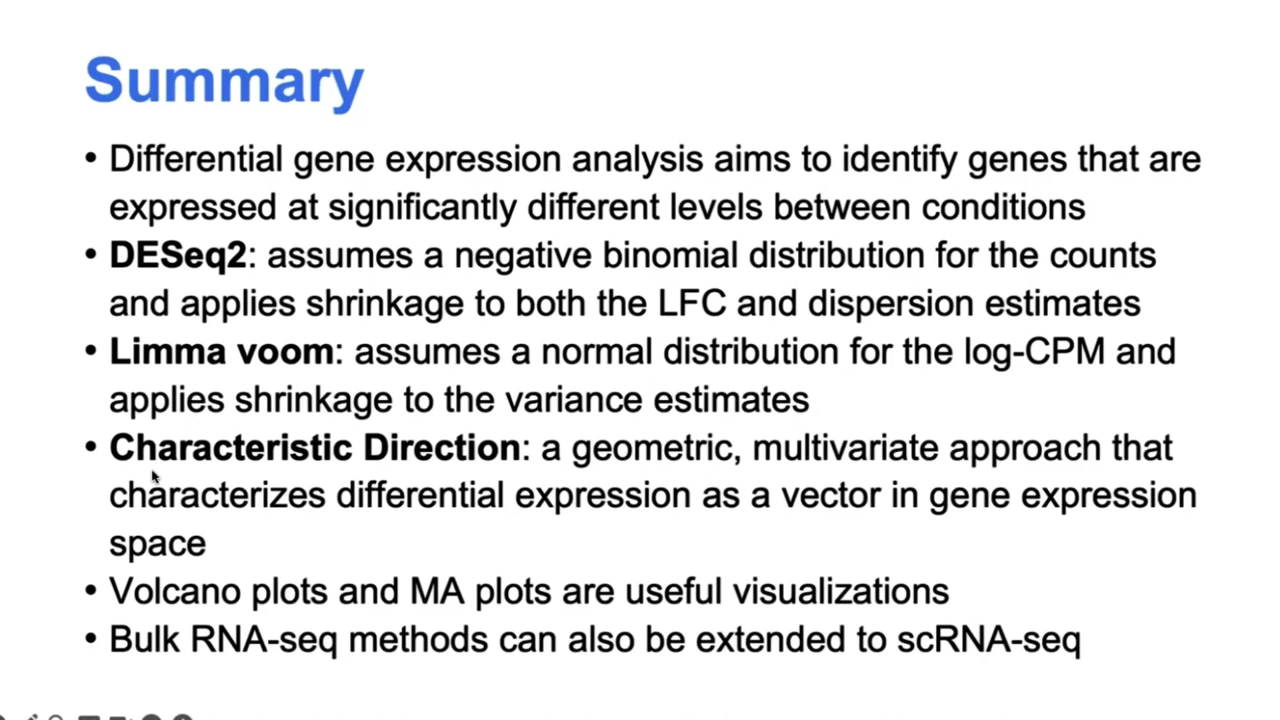 Summary
• Differential gene expression analysis aims to identify genes that are
expressed at significantly different levels between conditions
• DESeq2: assumes a negative binomial distribution for the counts
and applies shrinkage to both the LFC and dispersion estimates
• Limma voom: assumes a normal distribution for the log-CPM and
applies shrinkage to the variance estimates
• Characteristic Direction: a geometric, multivariate approach that
characterizes differential expression as a vector in gene expression
space
• Volcano plots and MA plots are useful visualizations
• Bulk RNA-seq methods can also be extended to scRNA-seq